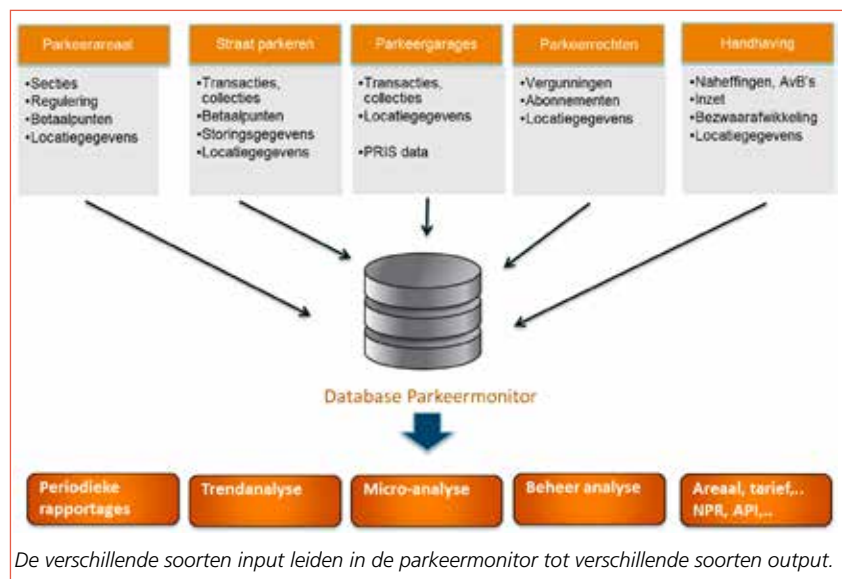 Parkeerareaal
•Secties
•Regulering
•Betaalpunten
•Locatiegegevens
Straat parkeren
•Transacties,
collecties
•Betaalpunten
•Storingsgegevens
•Locatiegegevens
Parkeergarages
•Transacties,
collecties
•Locatiegegevens
•PRIS data
Parkeerrechten
•Vergunningen
•Abonnementen
•Locatiegegevens
Handhaving
•Naheffingen, AvB's
•Inzet
•Bezwaarafwikkeling
•Locatiegegevens
Database Parkeermonitor
Periodieke
rapportages
Trendanalyse
Micro-analyse
Beheer analyse
Areaal, tarief,..
NPR, API,..
De verschillende soorten input leiden in de parkeermonitor tot verschillende soorten output.